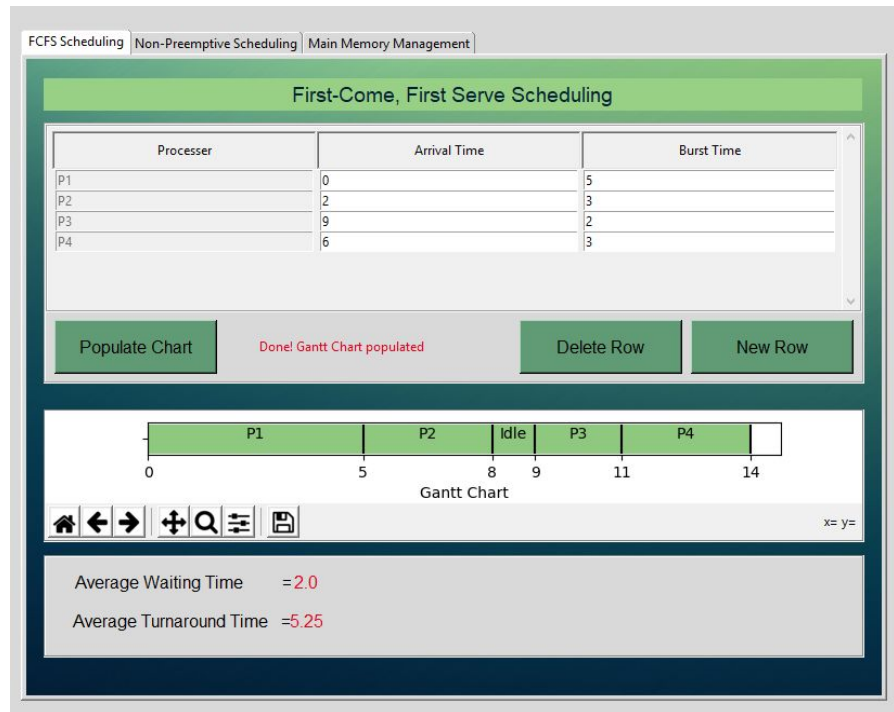 FCFS Scheduling Non-Preemptive Scheduling Main Memory Management
First-Come, First Serve Scheduling
Processer Arrival Time Burst Time
P1 0 5
P2 2 3
P3 9 2
P4 6 3
Populate Chart Done! Gantt Chart populated Delete Row New Row
P1 P2 Idle P3 P4
0 5 8 9 11 14
Gantt Chart
x= y=
Average Waiting Time =2.0
Average Turnaround Time =5.25